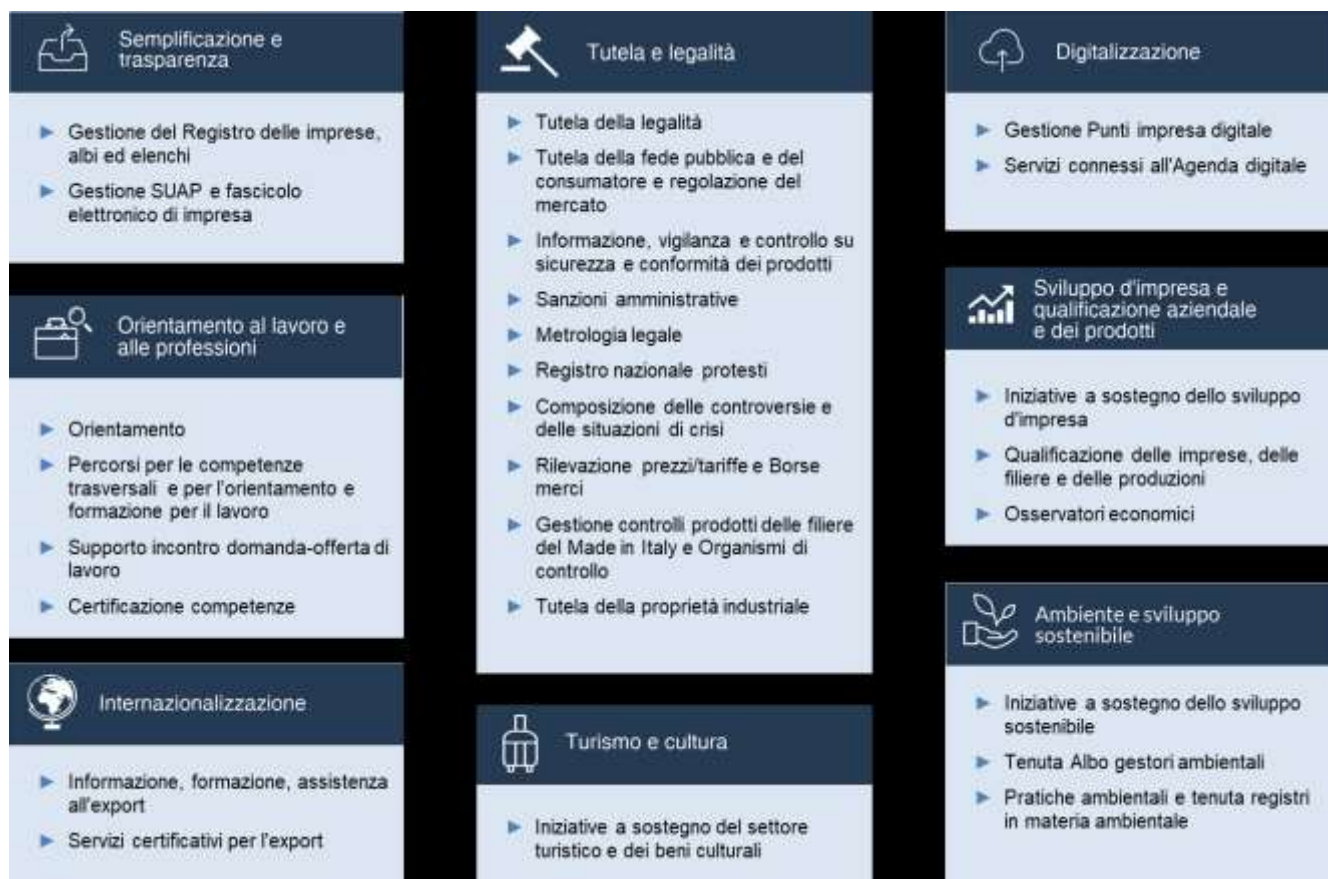 Semplificazione e
trasparenza
Gestione del Registro delle imprese,
albi ed elenchi
Gestione SUAP e fascicolo
elettronico di impresa
Orientamento al lavoro e
alle professioni
Orientamento
Percorsi per le competenze
trasversali e per l'orientamento e
formazione per il lavoro
Supporto incontro domanda-offerta di
lavoro
Certificazione competenze
Internazionalizzazione
Informazione, formazione, assistenza
all'export
Servizi certificativi per l'export
Tutela e legalità
Tutela della legalità
Tutela della fede pubblica e del
consumatore e regolazione del
mercato
Informazione, vigilanza e controllo su
sicurezza e conformità dei prodotti
Sanzioni amministrative
Metrologia legale
Registro nazionale protesti
Composizione delle controversie e
delle situazioni di crisi
Rilevazione prezzi/tariffe e Borse
merci
Gestione controlli prodotti delle filiere
del Made in Italy e Organismi di
controllo
Tutela della proprietà industriale
Turismo e cultura
Iniziative a sostegno del settore
turistico e dei beni culturali
Digitalizzazione
Gestione Punti impresa digitale
Servizi connessi all'Agenda digitale
Sviluppo d'impresa e
qualificazione aziendale
e dei prodotti
Iniziative a sostegno dello sviluppo
d'impresa
Qualificazione delle imprese, delle
filiere e delle produzioni
Osservatori economici
Ambiente e sviluppo
sostenibile
Iniziative a sostegno dello sviluppo
sostenibile
Tenuta Albo gestori ambientali
Pratiche ambientali e tenuta registri
in materia ambientale